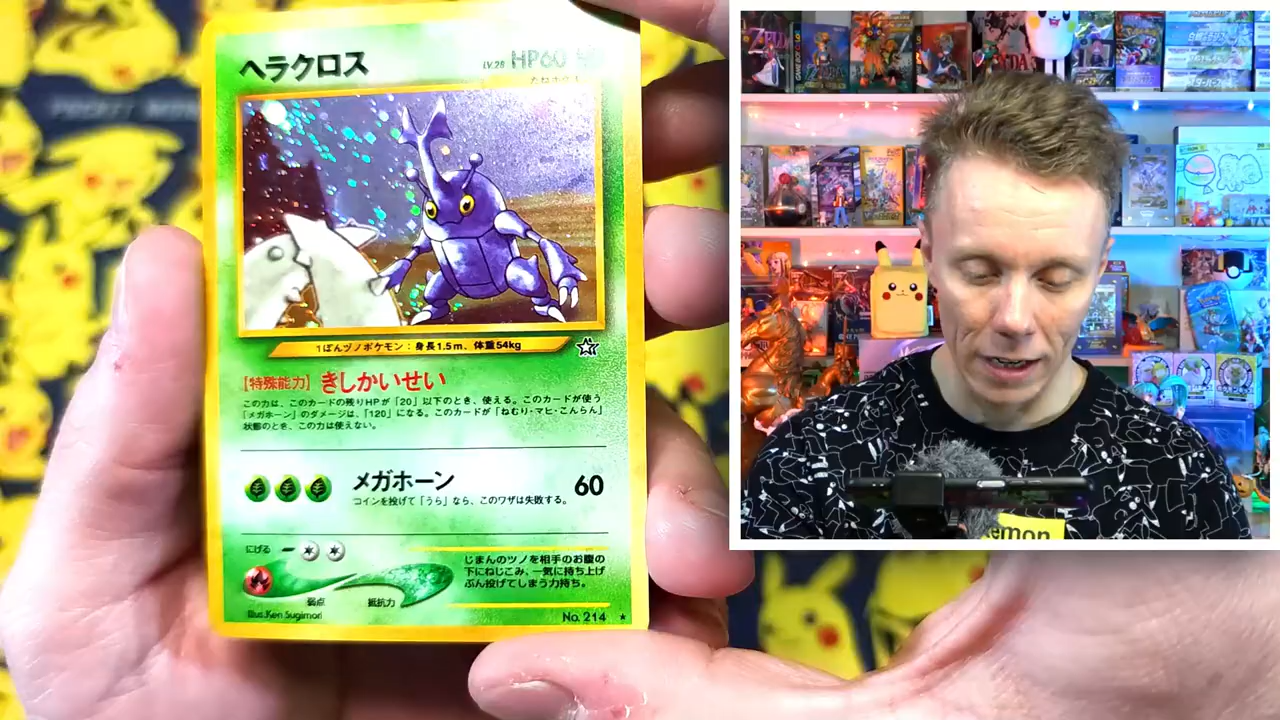 ヘラクロス
LV.28 HP60
1ぽんヅノポケモン：身長1.5m、体重54kg
【特殊能力】きしかいせい
この力は、このカードの残りHPが「20」以下のとき、使える。このカードが使う
「メガホーン」のダメージは、「120」になる。このカードが「ねむり・マヒ・こんらん」
状態のとき、この力は使えない。
メガホーン 60
コインを投げて「うら」なら、このワザは失敗する。
にげる
弱点 抵抗力
じまんのツノを相手のお腹の
下にねじこみ、一気に持ち上げ
ぶん投げてしまう力持ち。
Illus. Ken Sugimori
No. 214 ★
emon